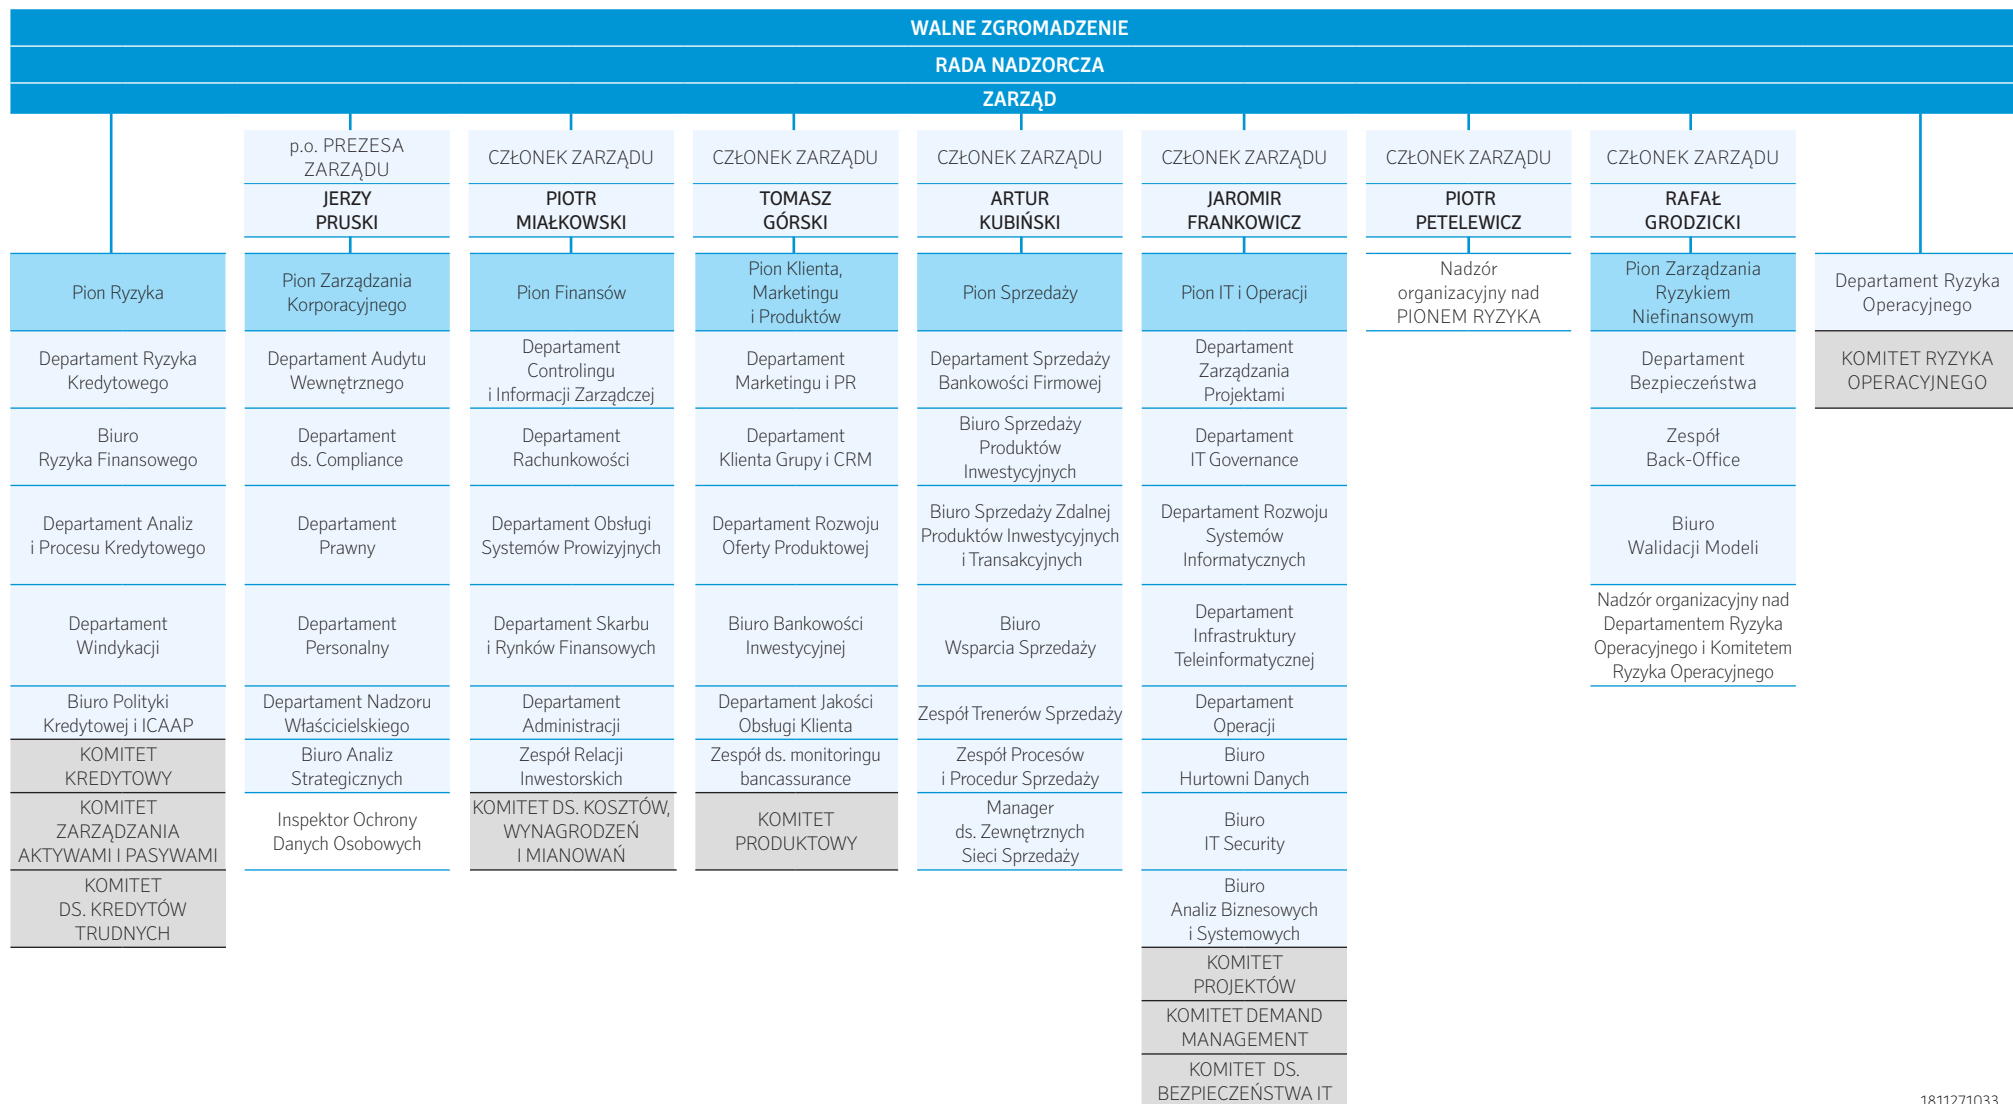 WALNE ZGROMADZENIE
RADA NADZORCZA
ZARZĄD
Pion Ryzyka
Departament Ryzyka
Kredytowego
Biuro
Ryzyka Finansowego
Departament Analiz
i Procesu Kredytowego
Departament
Windykacji
Biuro Polityki
Kredytowej i ICAAP
KOMITET
KREDYTOWY
KOMITET
ZARZĄDZANIA
AKTYWAMI I PASYWAMI
KOMITET
DS. KREDYTÓW
TRUDNYCH
p.o. PREZESA
ZARZĄDU
JERZY
PRUSKI
Pion Zarządzania
Korporacyjnego
Departament Audytu
Wewnętrznego
Departament
ds. Compliance
Departament
Prawny
Departament
Personalny
Departament Nadzoru
Właścicielskiego
Biuro Analiz
Strategicznych
Inspektor Ochrony
Danych Osobowych
CZŁONEK ZARZĄDU
PIOTR
MIAŁKOWSKI
Pion Finansów
Departament
Controlingu
i Informacji Zarządczej
Departament
Rachunkowości
Departament Obsługi
Systemów Prowizyjnych
Departament Skarbu
i Rynków Finansowych
Departament
Administracji
Zespół Relacji
Inwestorskich
KOMITET DS. KOSZTÓW,
WYNAGRODZEŃ
I MIANOWAŃ
CZŁONEK ZARZĄDU
TOMASZ
GÓRSKI
Pion Klienta,
Marketingu
i Produktów
Departament
Marketingu i PR
Departament
Klienta Grupy i CRM
Departament Rozwoju
Oferty Produktowej
Biuro Bankowości
Inwestycyjnej
Departament Jakości
Obsługi Klienta
Zespół ds. monitoringu
bancassurance
KOMITET
PRODUKTOWY
CZŁONEK ZARZĄDU
ARTUR
KUBIŃSKI
Pion Sprzedaży
Departament Sprzedaży
Bankowości Firmowej
Biuro Sprzedaży
Produktów
Inwestycyjnych
Biuro Sprzedaży Zdalnej
Produktów Inwestycyjnych
i Transakcyjnych
Biuro
Wsparcia Sprzedaży
Zespół Trenerów Sprzedaży
Zespół Procesów
i Procedur Sprzedaży
Manager
ds. Zewnętrznych
Sieci Sprzedaży
CZŁONEK ZARZĄDU
JAROMIR
FRANKOWICZ
Pion IT i Operacji
Departament
Zarządzania
Projektami
Departament
IT Governance
Departament Rozwoju
Systemów
Informatycznych
Departament
Infrastruktury
Teleinformatycznej
Departament
Operacji
Biuro
Hurtowni Danych
Biuro
IT Security
Biuro
Analiz Biznesowych
i Systemowych
KOMITET
PROJEKTÓW
KOMITET DEMAND
MANAGEMENT
KOMITET DS.
BEZPIECZEŃSTWA IT
CZŁONEK ZARZĄDU
PIOTR
PETELEWICZ
Nadzór
organizacyjny nad
PIONEM RYZYKA
CZŁONEK ZARZĄDU
RAFAŁ
GRODZICKI
Pion Zarządzania
Ryzykiem
Niefinansowym
Departament
Bezpieczeństwa
Zespół
Back-Office
Biuro
Walidacji Modeli
Nadzór organizacyjny nad
Departamentem Ryzyka
Operacyjnego i Komitetem
Ryzyka Operacyjnego
Departament Ryzyka
Operacyjnego
KOMITET RYZYKA
OPERACYJNEGO
1811271033